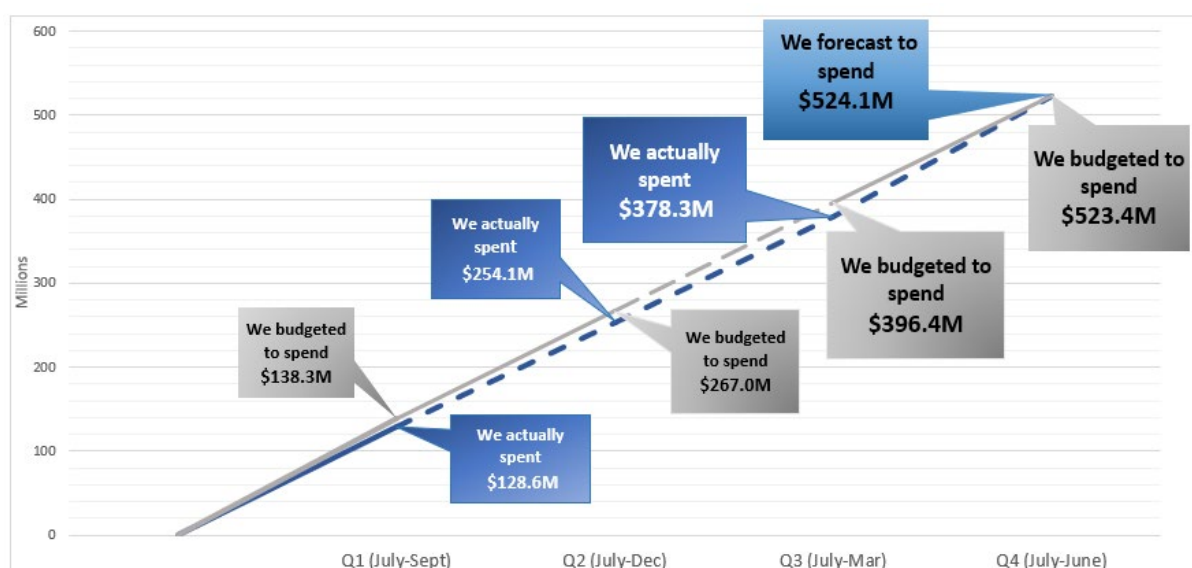 600
500
400
300
200
100
0
Millions
We budgeted
to spend
$138.3M
We actually
spent
$128.6M
We actually
spent
$254.1M
We budgeted to
spend
$267.0M
We actually
spent
$378.3M
We budgeted to
spend
$396.4M
We forecast to
spend
$524.1M
We budgeted to
spend
$523.4M
Q1 (July-Sept)
Q2 (July-Dec)
Q3 (July-Mar)
Q4 (July-June)